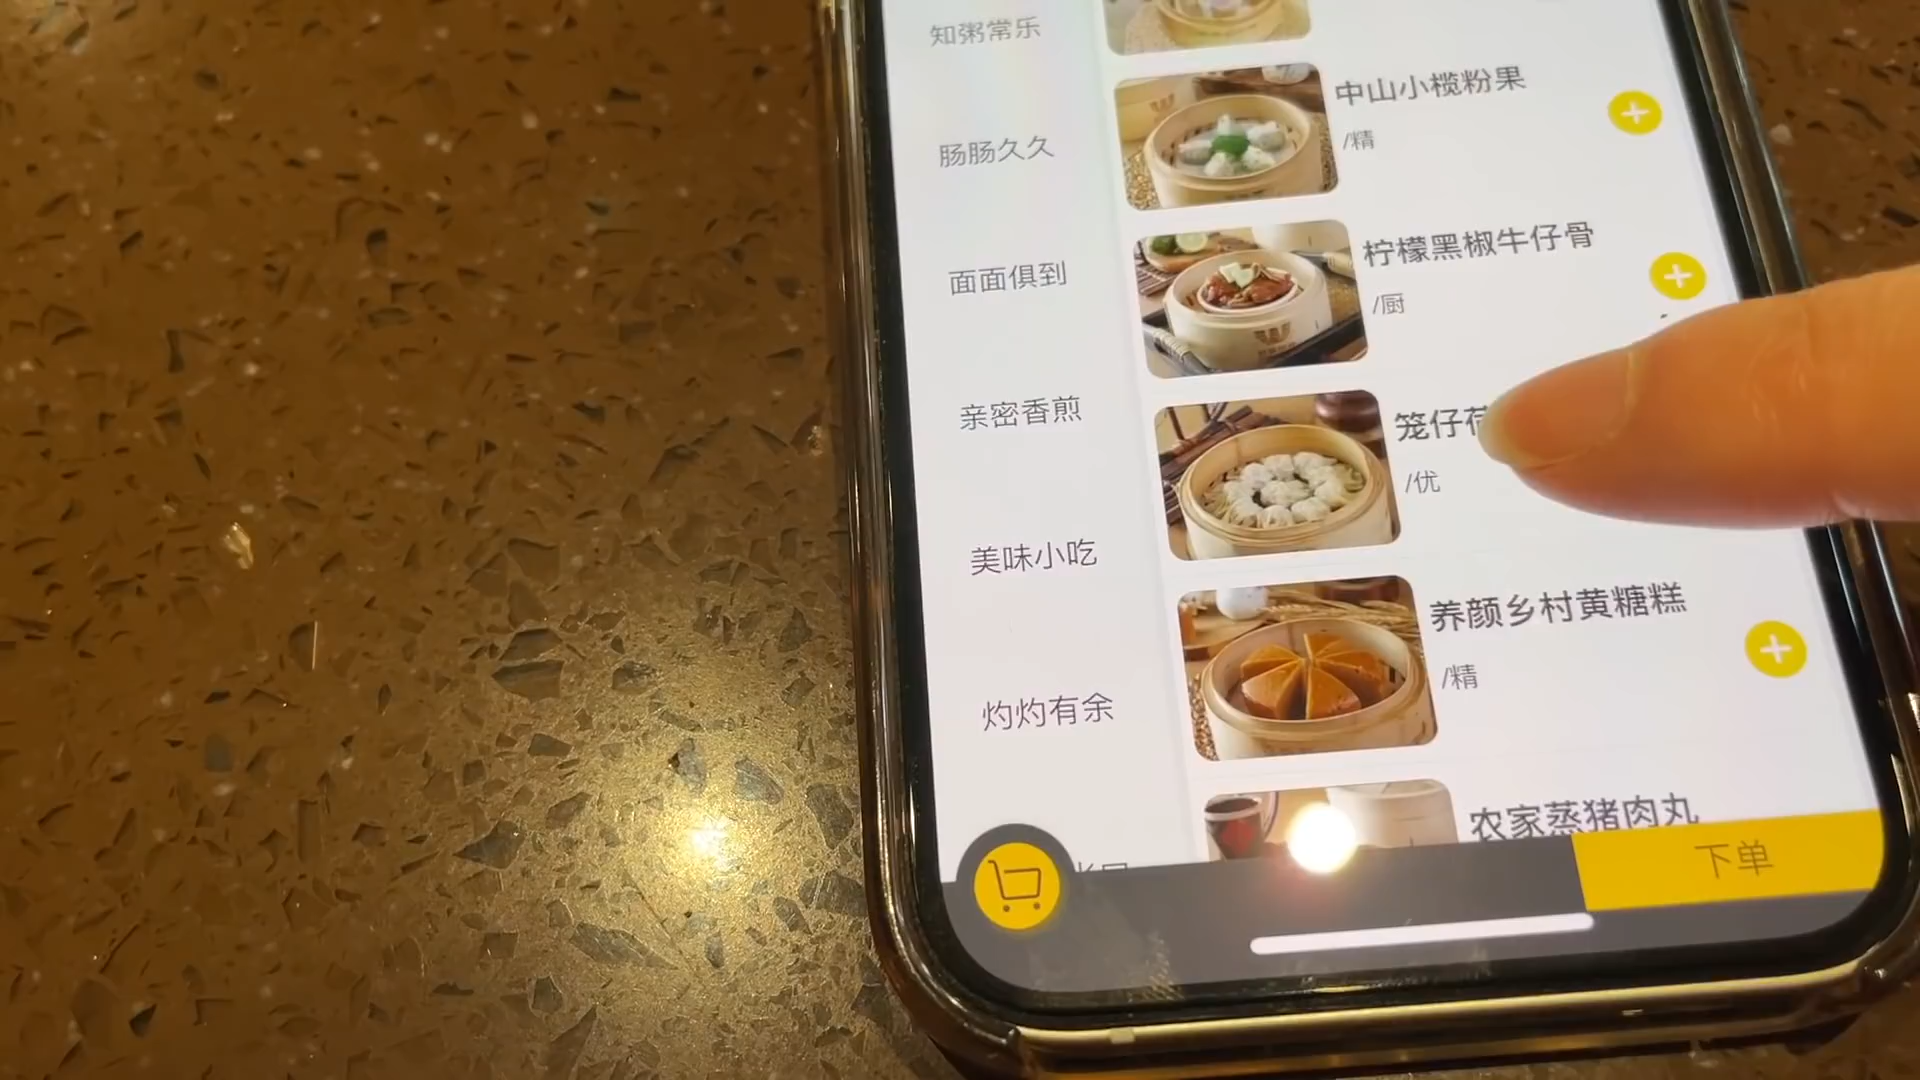 知粥常乐
肠肠久久
面面俱到
亲密香煎
美味小吃
灼灼有余
中山小榄粉果
/精
柠檬黑椒牛仔骨
/厨
笼仔荷
/优
养颜乡村黄糖糕
/精
农家蒸猪肉丸
下单